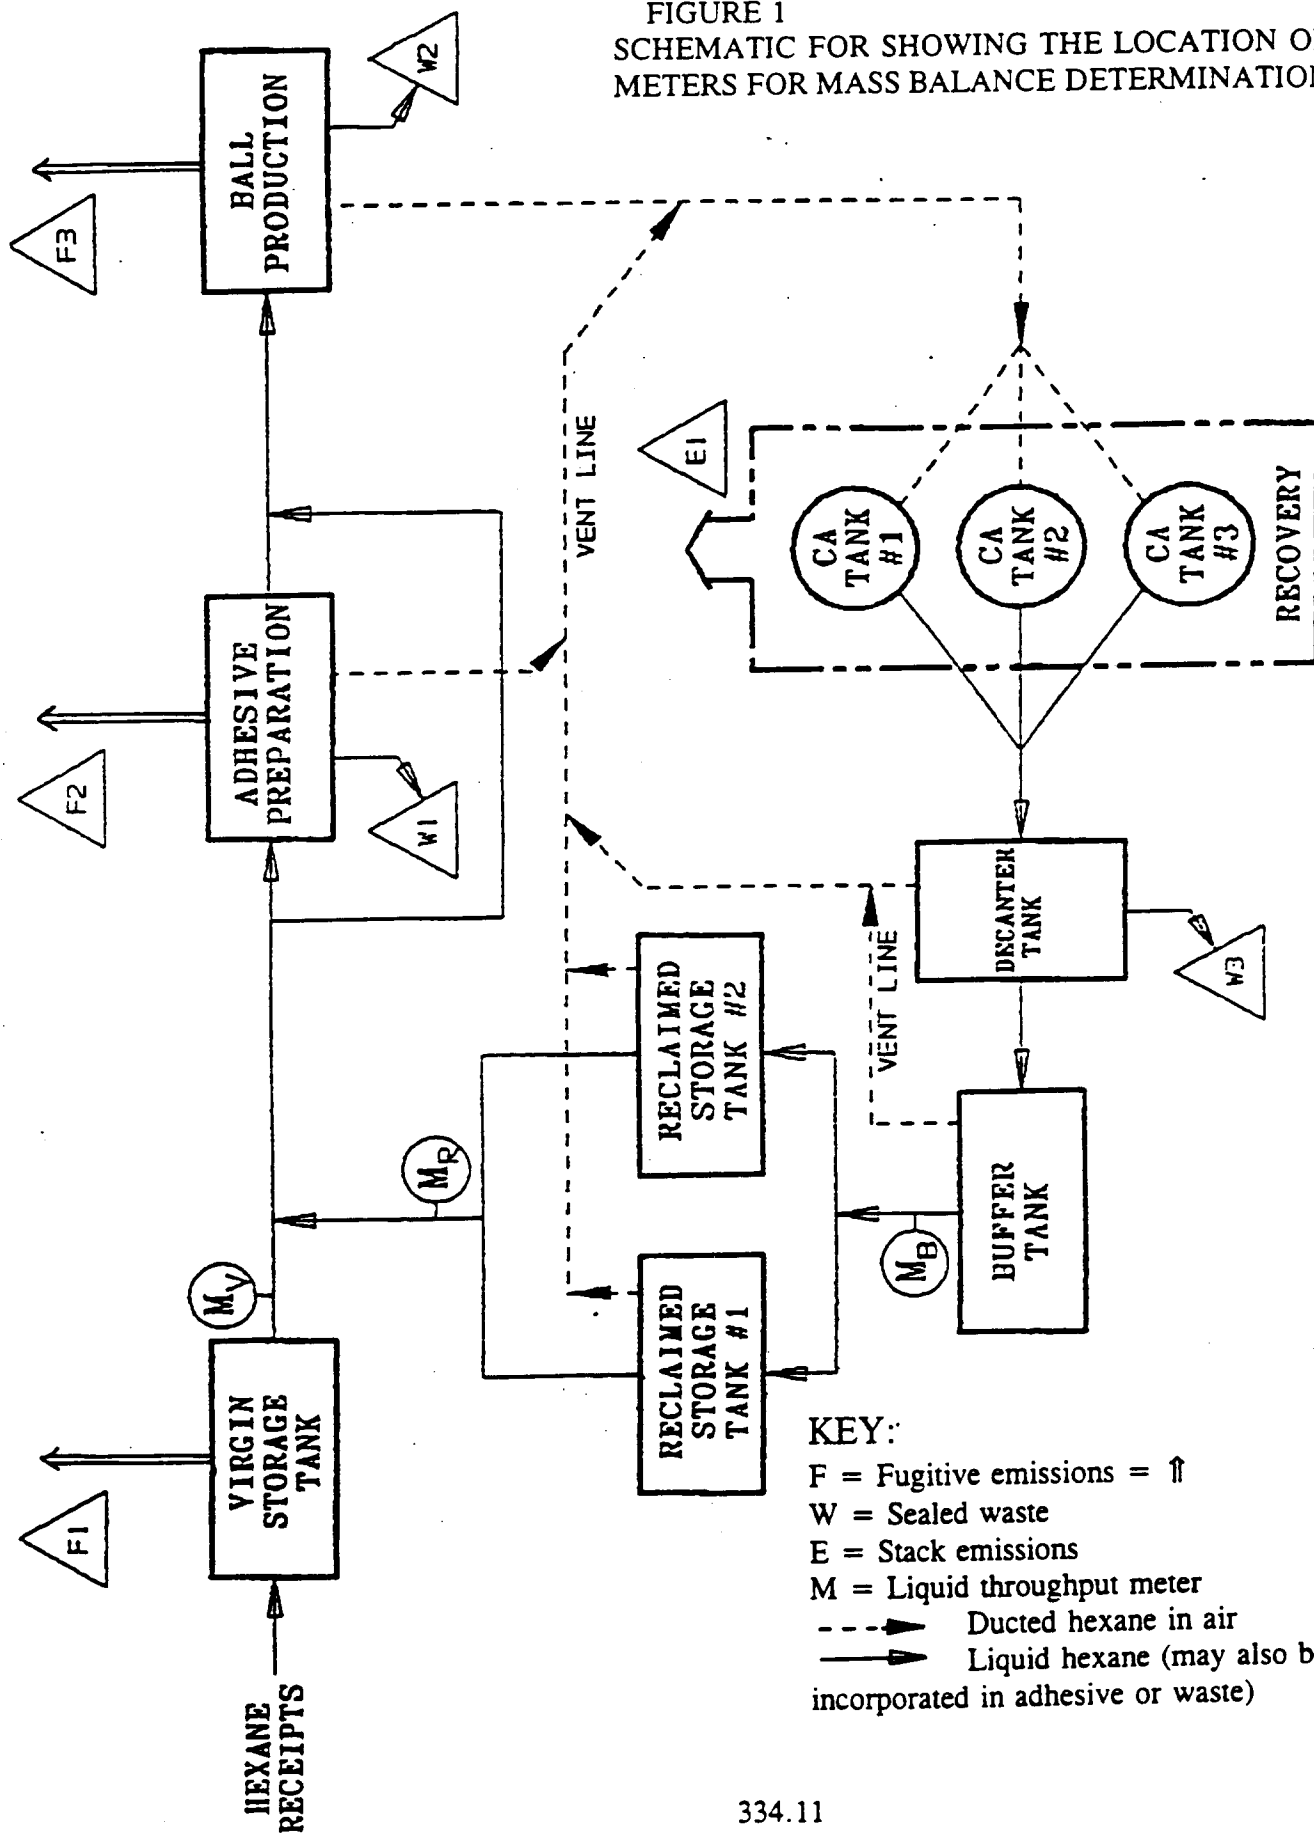 FIGURE 1
SCHEMATIC FOR SHOWING THE LOCATION O
METERS FOR MASS BALANCE DETERMINATION
HEXANE
RECEIPTS
F1
VIRGIN
STORAGE
TANK
MV
F2
ADHESIVE
PREPARATION
W1
F3
BALL
PRODUCTION
W2
MR
VENT LINE
RECLAIMED
STORAGE
TANK #1
RECLAIMED
STORAGE
TANK #2
E1
CA
TANK
#1
CA
TANK
#2
CA
TANK
#3
RECOVERY
MB
VENT LINE
BUFFER
TANK
DECANTER
TANK
W3
KEY:
F = Fugitive emissions = ⇑
W = Sealed waste
E = Stack emissions
M = Liquid throughput meter
Ducted hexane in air
Liquid hexane (may also b
incorporated in adhesive or waste)
334.11